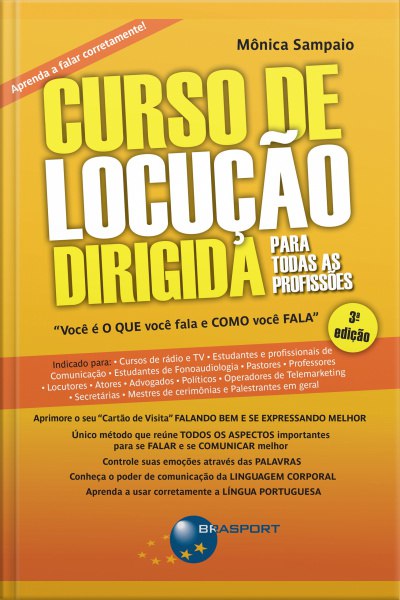 Aprenda a falar corretamente!
Mônica Sampaio
CURSO DE
LOCUÇÃO
DIRIGIDA
PARA
TODAS AS
PROFISSÕES
“Você é O QUE você fala e COMO você FALA”
3ª
edição
Indicado para: • Cursos de rádio e TV • Estudantes e profissionais de
Comunicação • Estudantes de Fonoaudiologia • Pastores • Professores
• Locutores • Atores • Advogados • Políticos • Operadores de Telemarketing
• Secretárias • Mestres de cerimônias e Palestrantes em geral
Aprimore o seu “Cartão de Visita” FALANDO BEM E SE EXPRESSANDO MELHOR
Único método que reúne TODOS OS ASPECTOS importantes
para se FALAR e se COMUNICAR melhor
Controle suas emoções através das PALAVRAS
Conheça o poder de comunicação da LINGUAGEM CORPORAL
Aprenda a usar corretamente a LÍNGUA PORTUGUESA
BRASPORT